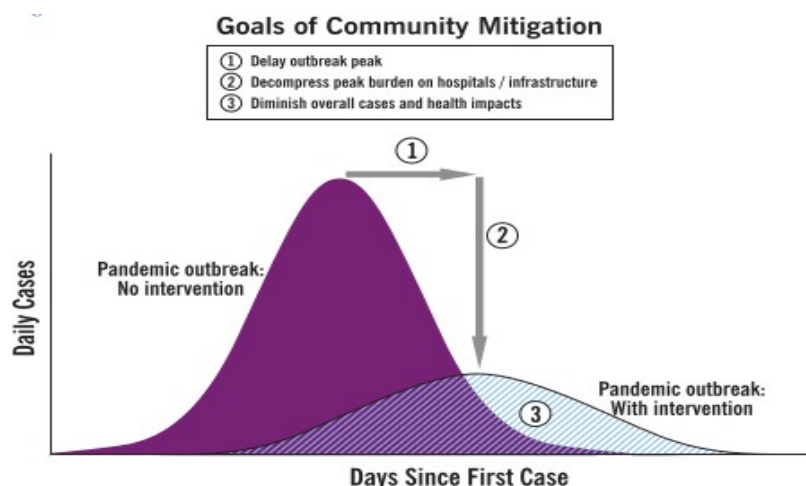 Goals of Community Mitigation
① Delay outbreak peak
② Decompress peak burden on hospitals / infrastructure
③ Diminish overall cases and health impacts
①
②
Pandemic outbreak:
No intervention
Daily Cases
Pandemic outbreak:
With intervention
③
Days Since First Case